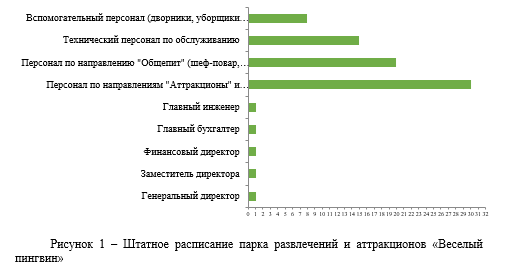 Вспомогательный персонал (дворники, уборщики…
Технический персонал по обслуживанию
Персонал по направлению "Общепит" (шеф-повар,…
Персонал по направлениям "Аттракционы" и…
Главный инженер
Главный бухгалтер
Финансовый директор
Заместитель директора
Генеральный директор
0 1 2 3 4 5 6 7 8 9 10 11 12 13 14 15 16 17 18 19 20 21 22 23 24 25 26 27 28 29 30 31 32
Рисунок 1 – Штатное расписание парка развлечений и аттракционов «Веселый
пингвин»